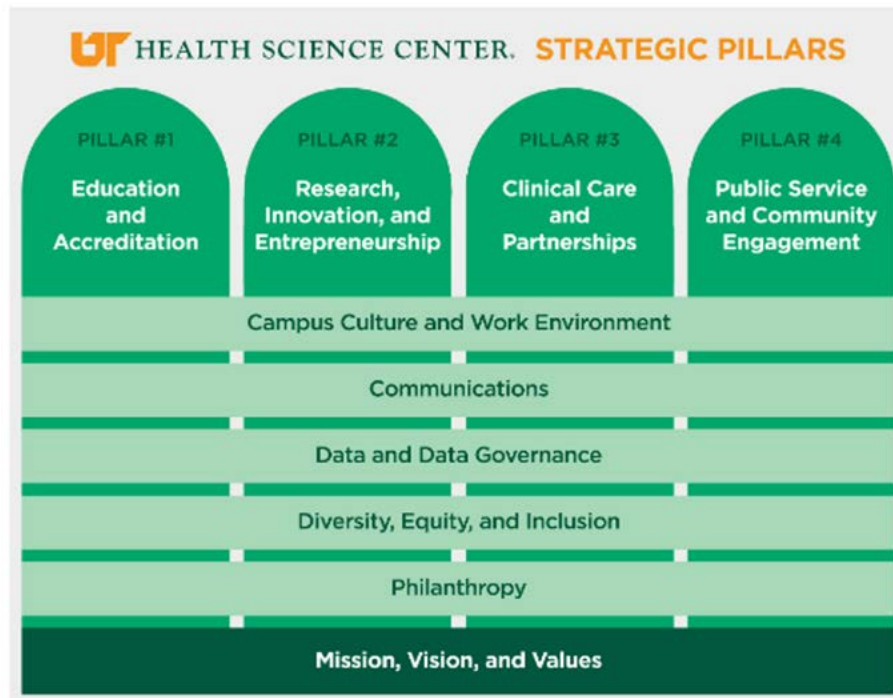 UT HEALTH SCIENCE CENTER. STRATEGIC PILLARS
PILLAR #1
Education
and
Accreditation
PILLAR #2
Research,
Innovation, and
Entrepreneurship
PILLAR #3
Clinical Care
and
Partnerships
PILLAR #4
Public Service
and Community
Engagement
Campus Culture and Work Environment
Communications
Data and Data Governance
Diversity, Equity, and Inclusion
Philanthropy
Mission, Vision, and Values